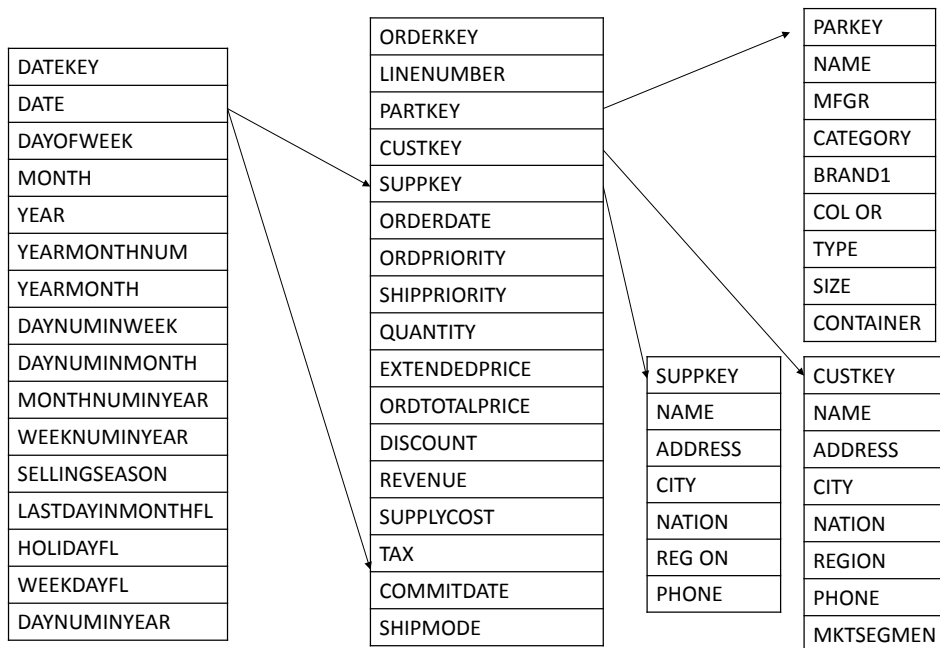 DATEKEY
DATE
DAYOFWEEK
MONTH
YEAR
YEARMONTHNUM
YEARMONTH
DAYNUMINWEEK
DAYNUMINMONTH
MONTHNUMINYEAR
WEEKNUMINYEAR
SELLINGSEASON
LASTDAYINMONTHFL
HOLIDAYFL
WEEKDAYFL
DAYNUMINYEAR
ORDERKEY
LINENUMBER
PARTKEY
CUSTKEY
SUPPKEY
ORDERDATE
ORDPRIORITY
SHIPPRIORITY
QUANTITY
EXTENDEDPRICE
ORDTOTALPRICE
DISCOUNT
REVENUE
SUPPLYCOST
TAX
COMMITDATE
SHIPMODE
PARKEY
NAME
MFGR
CATEGORY
BRAND1
COL OR
TYPE
SIZE
CONTAINER
SUPPKEY
NAME
ADDRESS
CITY
NATION
REG ON
PHONE
CUSTKEY
NAME
ADDRESS
CITY
NATION
REGION
PHONE
MKTSEGMEN